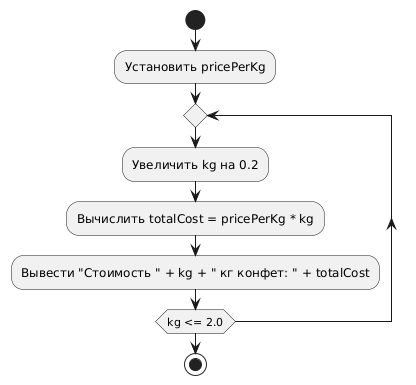 Установить pricePerKg
Увеличить kg на 0.2
Вычислить totalCost = pricePerKg * kg
Вывести "Стоимость " + kg + " кг конфет: " + totalCost
kg <= 2.0